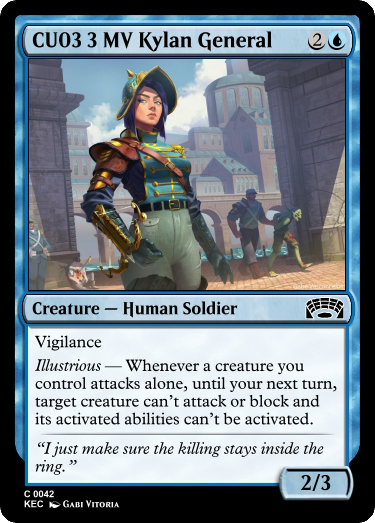 CU03 3 MV Kylan General 2
Creature — Human Soldier
Vigilance
Illustrious — Whenever a creature you
control attacks alone, until your next turn,
target creature can't attack or block and
its activated abilities can't be activated.
“I just make sure the killing stays inside the
ring.”
2/3
C 0042
KEC Gabi Vitoria